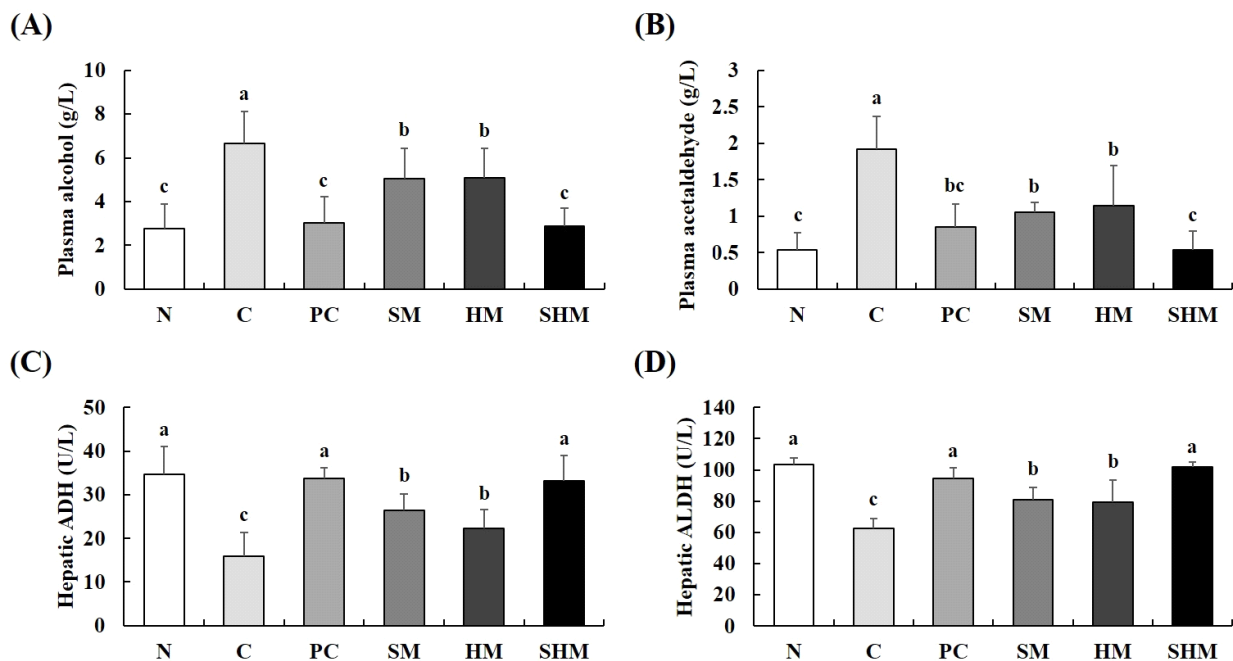 (A)
Plasma alcohol (g/L)
10
8
6
4
2
0
c
a
c
b
b
c
N C PC SM HM SHM
(B)
Plasma acetaldehyde (g/L)
3
2.5
2
1.5
1
0.5
0
c
a
bc
b
b
c
N C PC SM HM SHM
(C)
Hepatic ADH (U/L)
50
40
30
20
10
0
a
c
a
b
b
a
N C PC SM HM SHM
(D)
Hepatic ALDH (U/L)
140
120
100
80
60
40
20
0
a
c
a
b
b
a
N C PC SM HM SHM